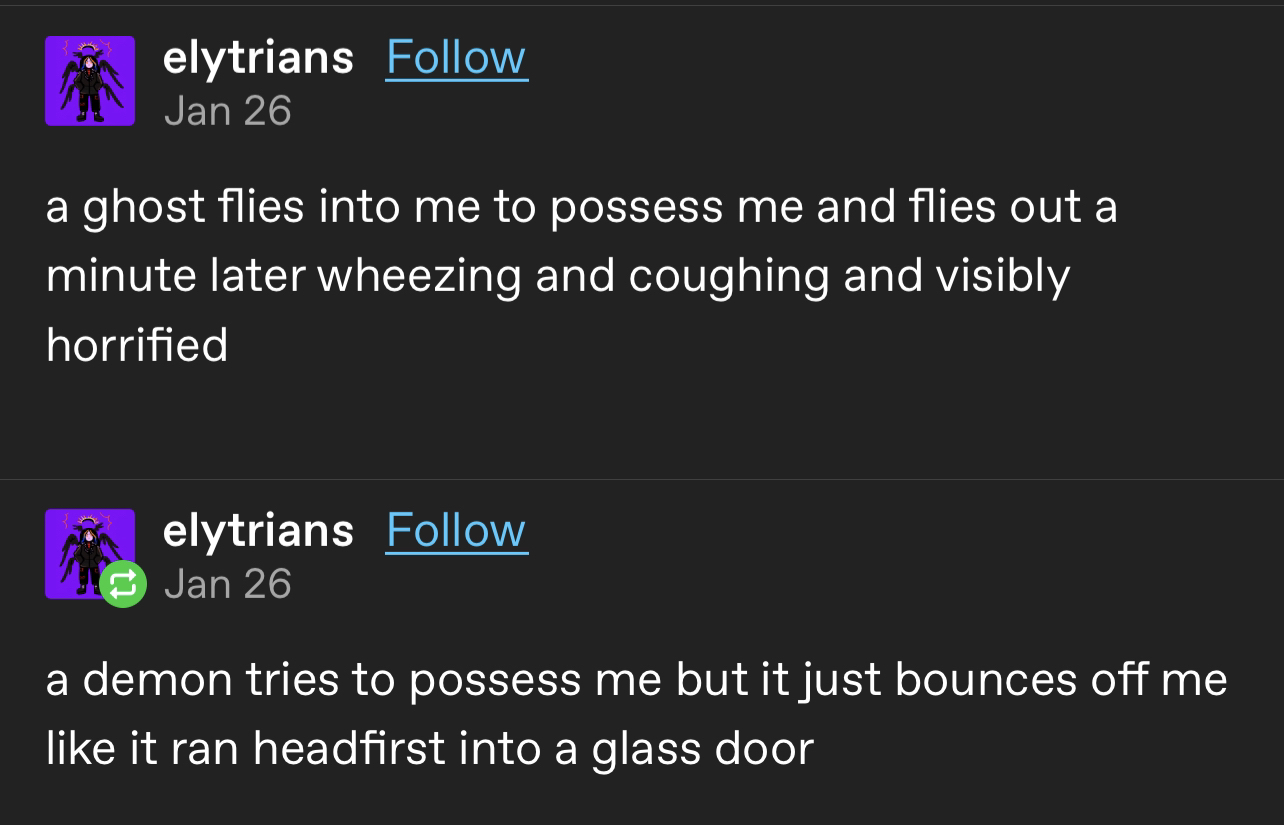 elytrians Follow
Jan 26
a ghost flies into me to possess me and flies out a
minute later wheezing and coughing and visibly
horrified
elytrians Follow
Jan 26
a demon tries to possess me but it just bounces off me
like it ran headfirst into a glass door